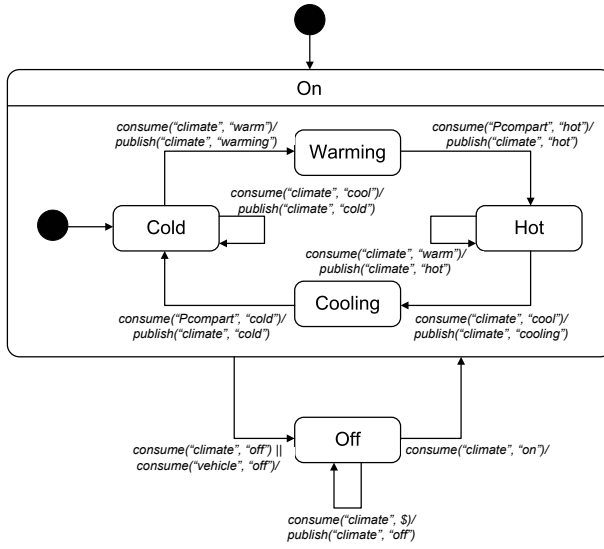 On
consume(“climate”, “warm”)/
publish(“climate”, “warming”)
Warming
consume(“Pcompart”, “hot”)/
publish(“climate”, “hot”)
consume(“climate”, “cool”)/
publish(“climate”, “cold”)
Cold
Hot
consume(“climate”, “warm”)/
publish(“climate”, “hot”)
Cooling
consume(“Pcompart”, “cold”)/
publish(“climate”, “cold”)
consume(“climate”, “cool”)/
publish(“climate”, “cooling”)
Off
consume(“climate”, “off”) ||
consume(“vehicle”, “off”)/
consume(“climate”, “on”)/
consume(“climate”, $)/
publish(“climate”, “off”)